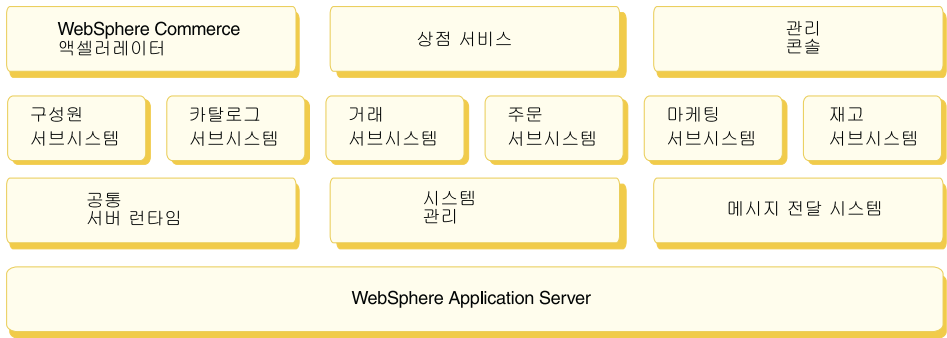 WebSphere Commerce
액셀러레이터
상점 서비스
관리
콘솔
구성원
서브시스템
카탈로그
서브시스템
거래
서브시스템
주문
서브시스템
마케팅
서브시스템
재고
서브시스템
공통
서버 런타임
시스템
관리
메시지 전달 시스템
WebSphere Application Server